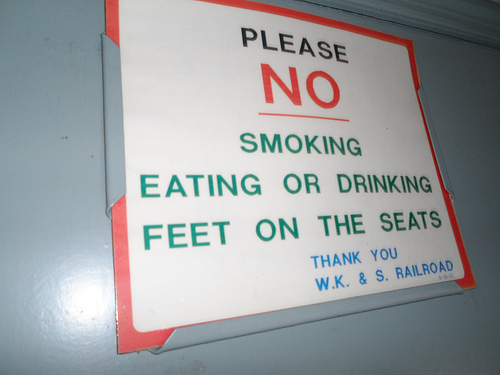 PLEASE
NO
SMOKING
EATING OR DRINKING
FEET ON THE SEATS
THANK YOU
W.K. & S. RAILROAD